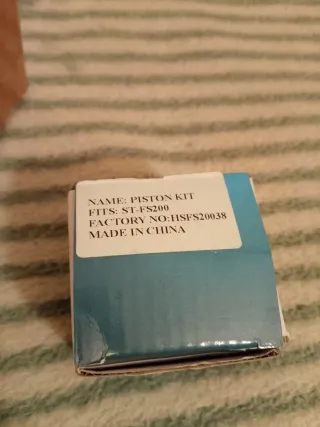 NAME: PISTON KIT
FITS: ST-FS200
FACTORY NO:HSFS20038
MADE IN CHINA